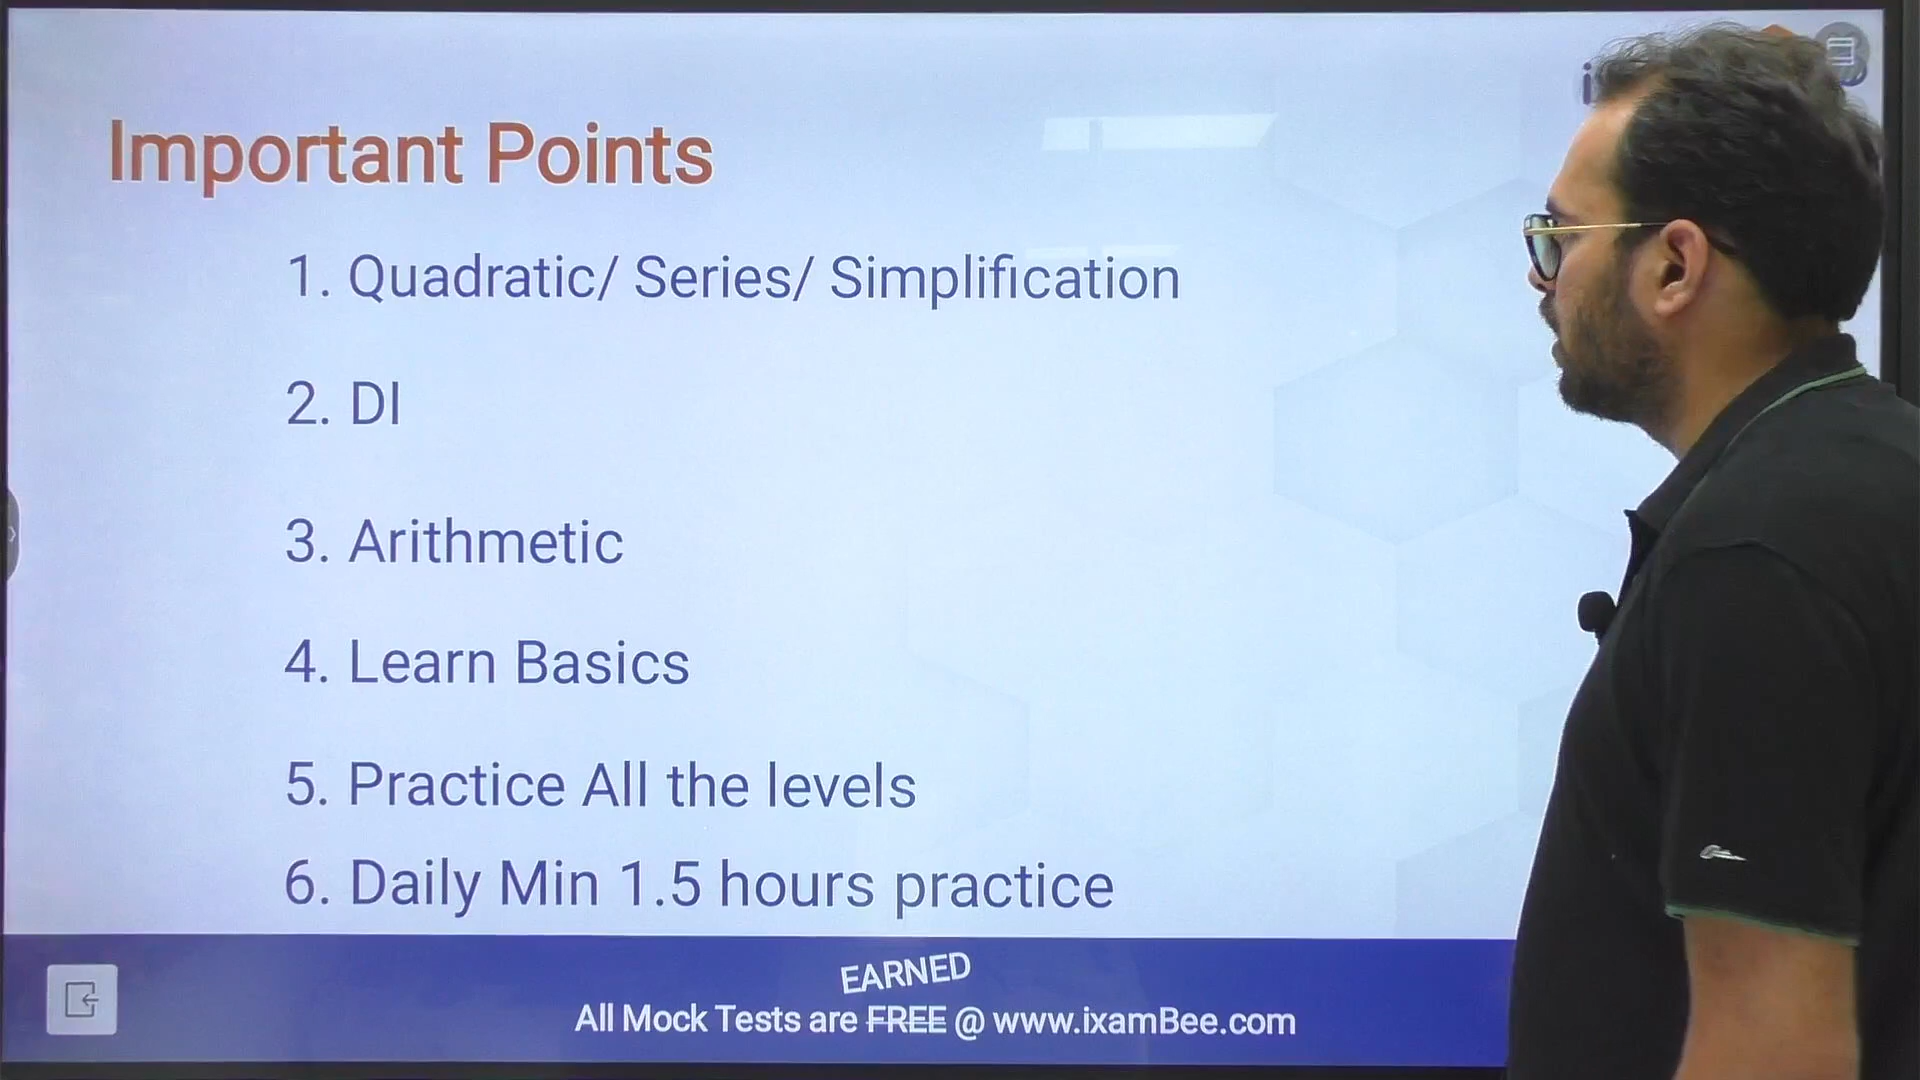 Important Points
1. Quadratic/ Series/ Simplification
2. DI
3. Arithmetic
4. Learn Basics
5. Practice All the levels
6. Daily Min 1.5 hours practice
EARNED
All Mock Tests are FREE @ www.ixamBee.com